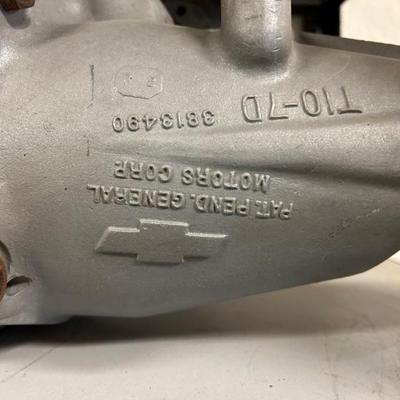 PAT. PEND. GENERAL
MOTORS CORP.
3813490
T10-7D